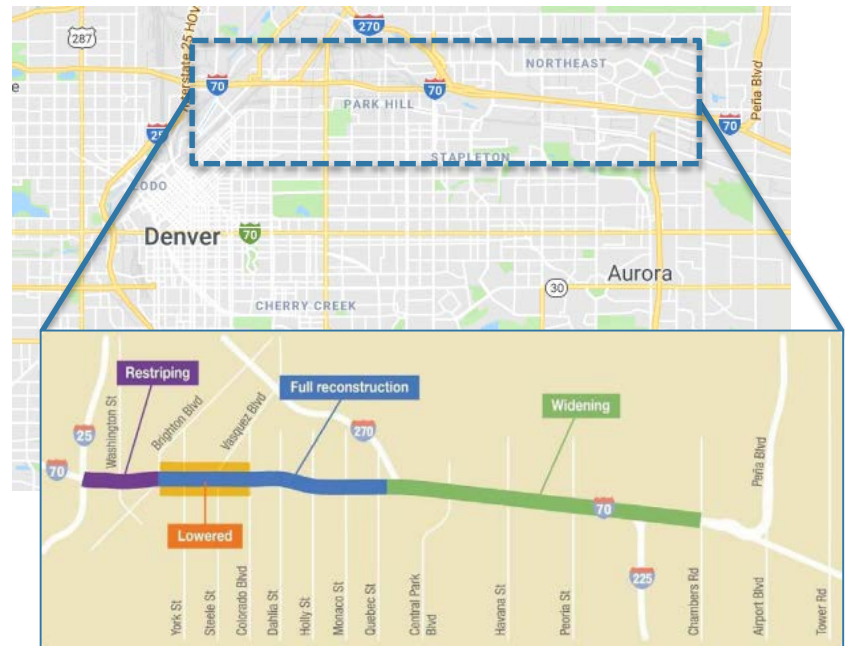 287
270
Interstate 25 HOV
NORTHEAST
70
70
PARK HILL
Peña Blvd
70
25
STAPLETON
LODO
Denver
70
30
Aurora
CHERRY CREEK
Restriping
Full reconstruction
Widening
Washington St
Brighton Blvd
Vasquez Blvd
25
270
Peña Blvd
70
70
Lowered
225
York St
Steele St
Colorado Blvd
Dahlia St
Holly St
Monaco St
Quebec St
Central Park
Blvd
Havana St
Peoria St
Chambers Rd
Airport Blvd
Tower Rd